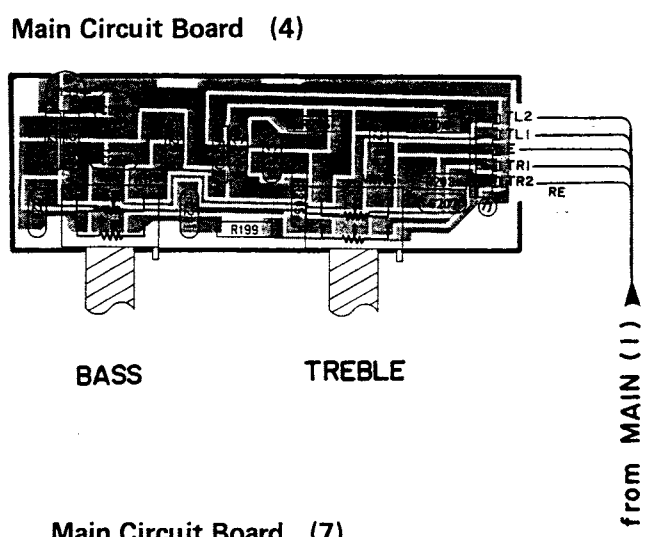 Main Circuit Board (4)
TL2
TL1
E
TR1
TR2
RE
R199
BASS
TREBLE
from MAIN (1)
Main Circuit Board (7)